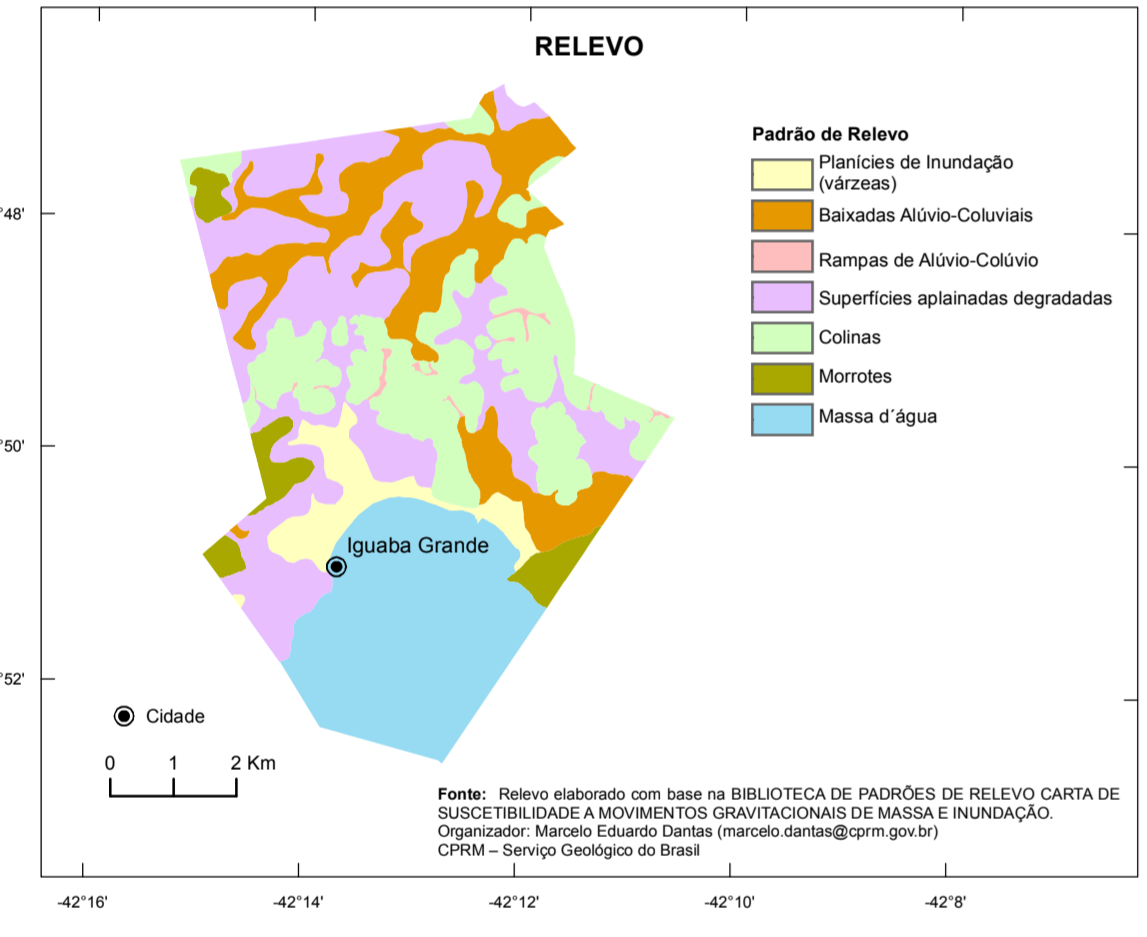 RELEVO
Padrão de Relevo
Planícies de Inundação
(várzeas)
Baixadas Alúvio-Coluviais
Rampas de Alúvio-Colúvio
Superfícies aplainadas degradadas
Colinas
Morrotes
Massa d´água
°48'
°50'
°52'
Iguaba Grande
Cidade
0 1 2 Km
Fonte: Relevo elaborado com base na BIBLIOTECA DE PADRÕES DE RELEVO CARTA DE
SUSCETIBILIDADE A MOVIMENTOS GRAVITACIONAIS DE MASSA E INUNDAÇÃO.
Organizador: Marcelo Eduardo Dantas (marcelo.dantas@cprm.gov.br)
CPRM – Serviço Geológico do Brasil
-42°16' -42°14' -42°12' -42°10' -42°8'